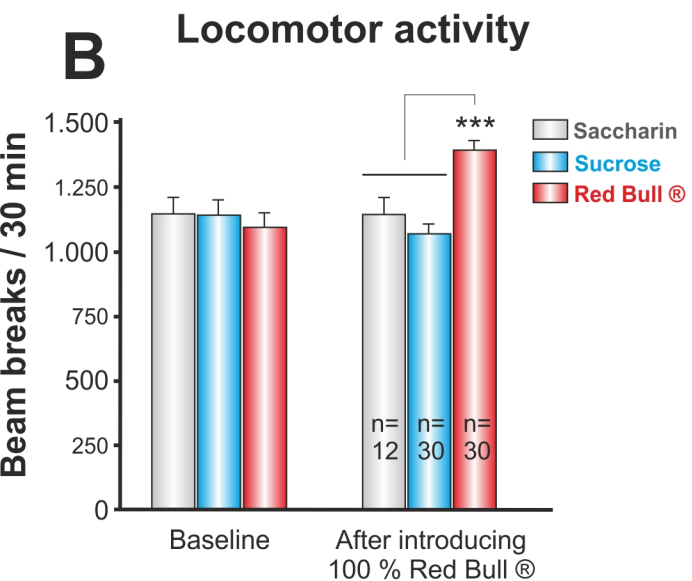 Locomotor activity
B
Beam breaks / 30 min
1.500
1.250
1.000
750
500
250
0
***
Saccharin
Sucrose
Red Bull ®
n=
12
n=
30
n=
30
Baseline
After introducing
100 % Red Bull ®